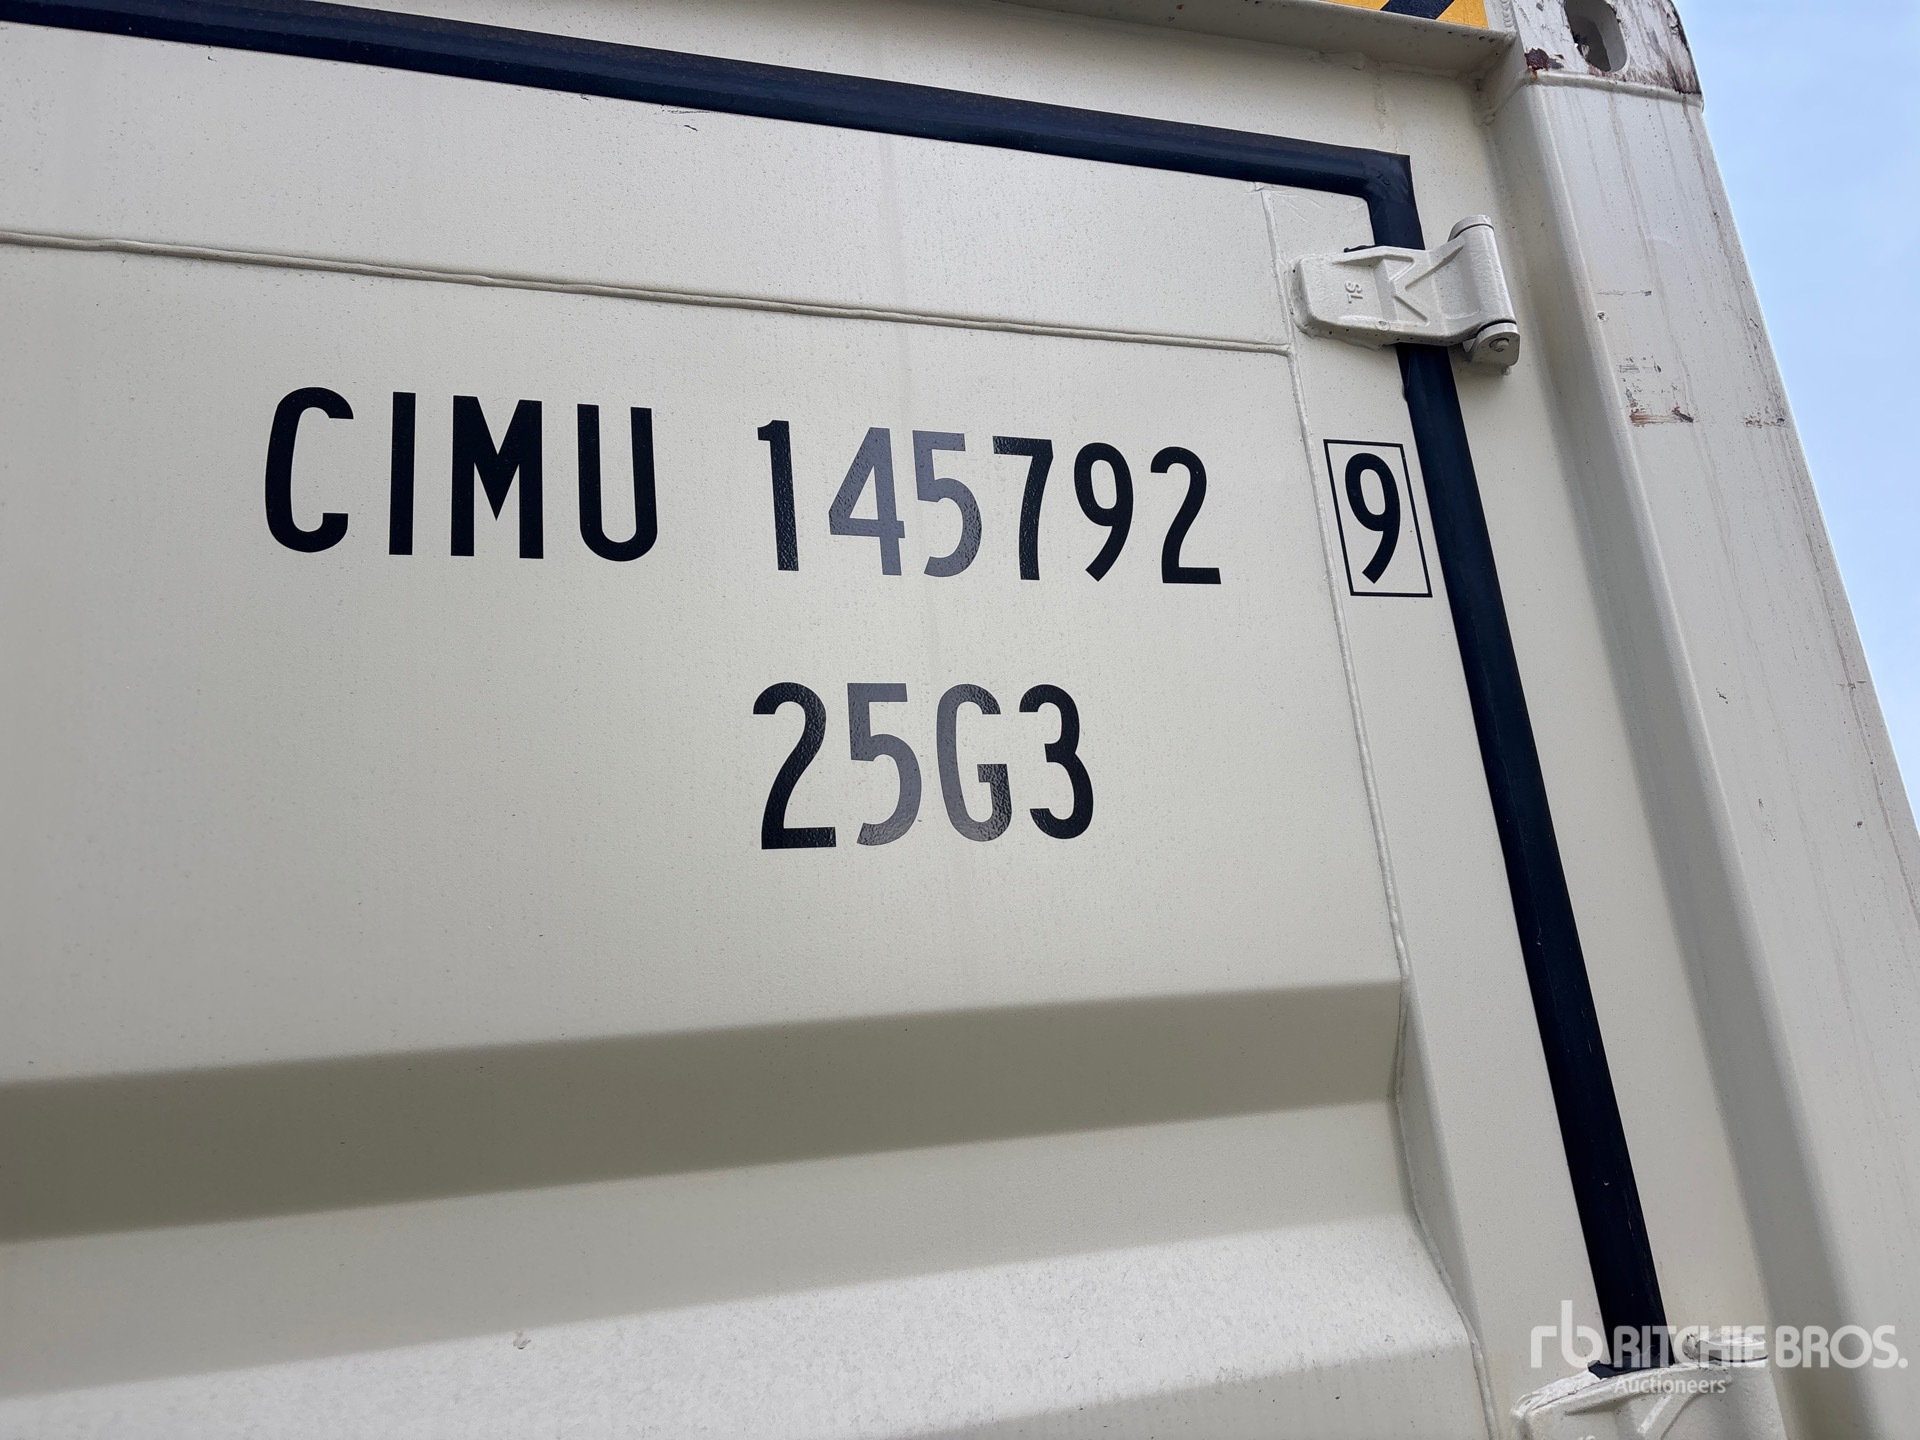 SL
CIMU 145792 9
25G3
rb RITCHIE BROS.
Auctioneers